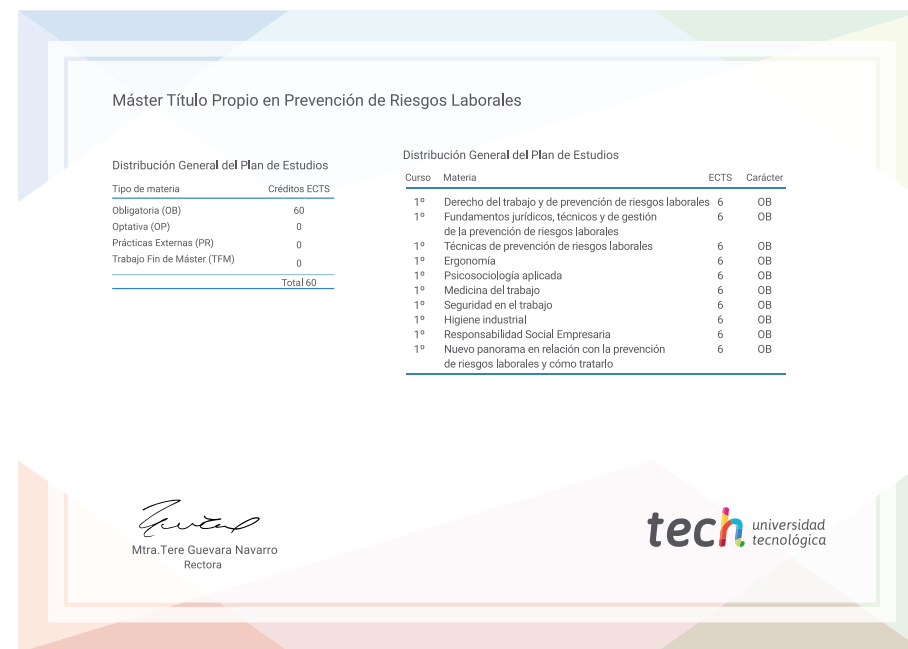 Máster Título Propio en Prevención de Riesgos Laborales
Distribución General del Plan de Estudios
Tipo de materia Créditos ECTS
Obligatoria (OB) 60
Optativa (OP) 0
Prácticas Externas (PR) 0
Trabajo Fin de Máster (TFM) 0
Total 60
Distribución General del Plan de Estudios
Curso Materia ECTS Carácter
1º Derecho del trabajo y de prevención de riesgos laborales 6 OB
1º Fundamentos jurídicos, técnicos y de gestión 6 OB
de la prevención de riesgos laborales
1º Técnicas de prevención de riesgos laborales 6 OB
1º Ergonomía 6 OB
1º Psicosociología aplicada 6 OB
1º Medicina del trabajo 6 OB
1º Seguridad en el trabajo 6 OB
1º Higiene industrial 6 OB
1º Responsabilidad Social Empresaria 6 OB
1º Nuevo panorama en relación con la prevención 6 OB
de riesgos laborales y cómo tratarlo
Mtra.Tere Guevara Navarro
Rectora
tech universidad
tecnológica